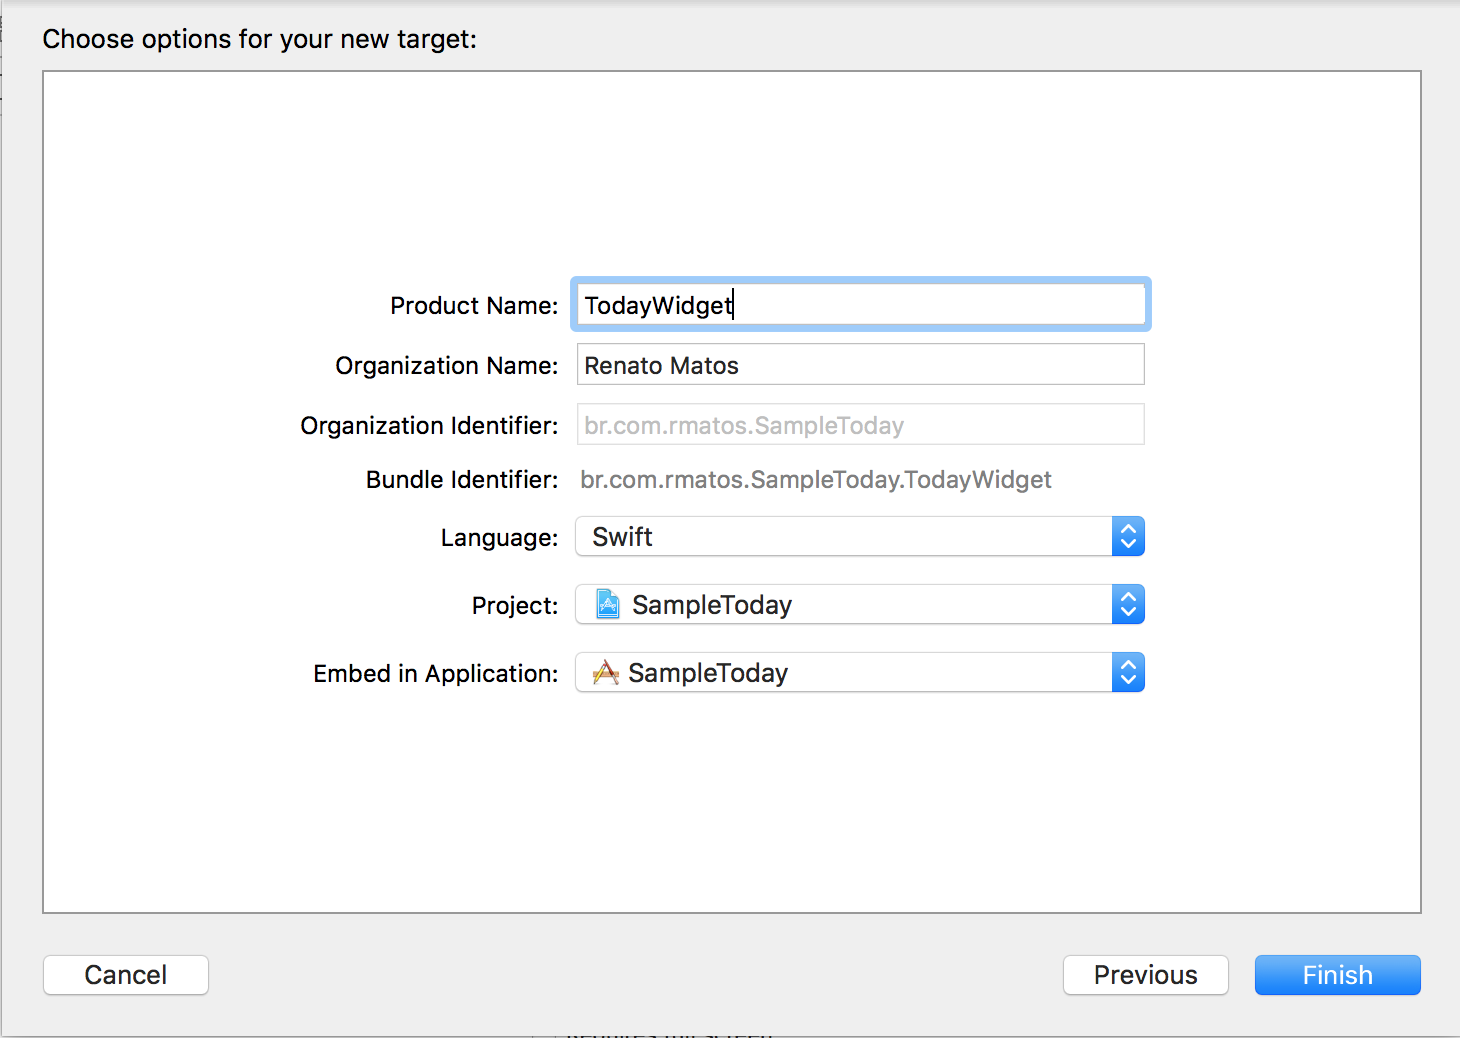 Choose options for your new target:
Product Name: TodayWidget
Organization Name: Renato Matos
Organization Identifier: br.com.rmatos.SampleToday
Bundle Identifier: br.com.rmatos.SampleToday.TodayWidget
Language: Swift
Project: SampleToday
Embed in Application: SampleToday
Cancel Previous Finish